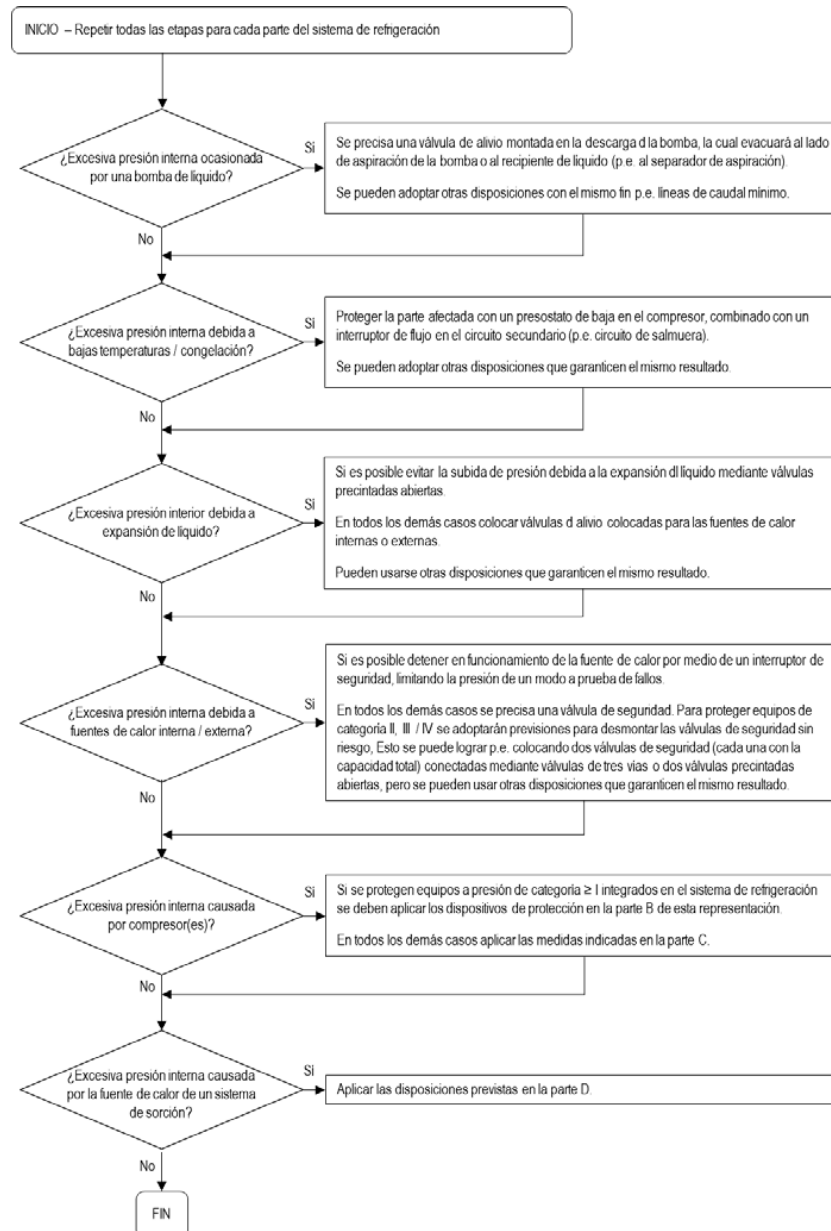 INICIO – Repetir todas las etapas para cada parte del sistema de refrigeración
¿Excesiva presión interna ocasionada
por una bomba de líquido?
Si
Se precisa una válvula de alivio montada en la descarga d la bomba, la cual evacuará al lado
de aspiración de la bomba o al recipiente de líquido (p.e. al separador de aspiración).
Se pueden adoptar otras disposiciones con el mismo fin p.e. líneas de caudal mínimo.
No
¿Excesiva presión interna debida a
bajas temperaturas / congelación?
Si
Proteger la parte afectada con un presostato de baja en el compresor, combinado con un
interruptor de flujo en el circuito secundario (p.e. circuito de salmuera).
Se pueden adoptar otras disposiciones que garanticen el mismo resultado.
No
¿Excesiva presión interior debida a
expansión de líquido?
Si
Si es posible evitar la subida de presión debida a la expansión dl líquido mediante válvulas
precintadas abiertas.
En todos los demás casos colocar válvulas d alivio colocadas para las fuentes de calor
internas o externas.
Pueden usarse otras disposiciones que garanticen el mismo resultado.
No
¿Excesiva presión interna debida a
fuentes de calor interna / externa?
Si
Si es posible detener en funcionamiento de la fuente de calor por medio de un interruptor de
seguridad, limitando la presión de un modo a prueba de fallos.
En todos los demás casos se precisa una válvula de seguridad. Para proteger equipos de
categoría II, III / IV se adoptarán previsiones para desmontar las válvulas de seguridad sin
riesgo, Esto se puede lograr p.e. colocando dos válvulas de seguridad (cada una con la
capacidad total) conectadas mediante válvulas de tres vías o dos válvulas precintadas
abiertas, pero se pueden usar otras disposiciones que garanticen el mismo resultado.
No
¿Excesiva presión interna causada
por compresor(es)?
Si
Si se protegen equipos a presión de categoría ≥ I integrados en el sistema de refrigeración
se deben aplicar los dispositivos de protección en la parte B de esta representación.
En todos los demás casos aplicar las medidas indicadas en la parte C.
No
¿Excesiva presión interna causada
por la fuente de calor de un sistema
de sorción?
Si
Aplicar las disposiciones previstas en la parte D.
No
FIN